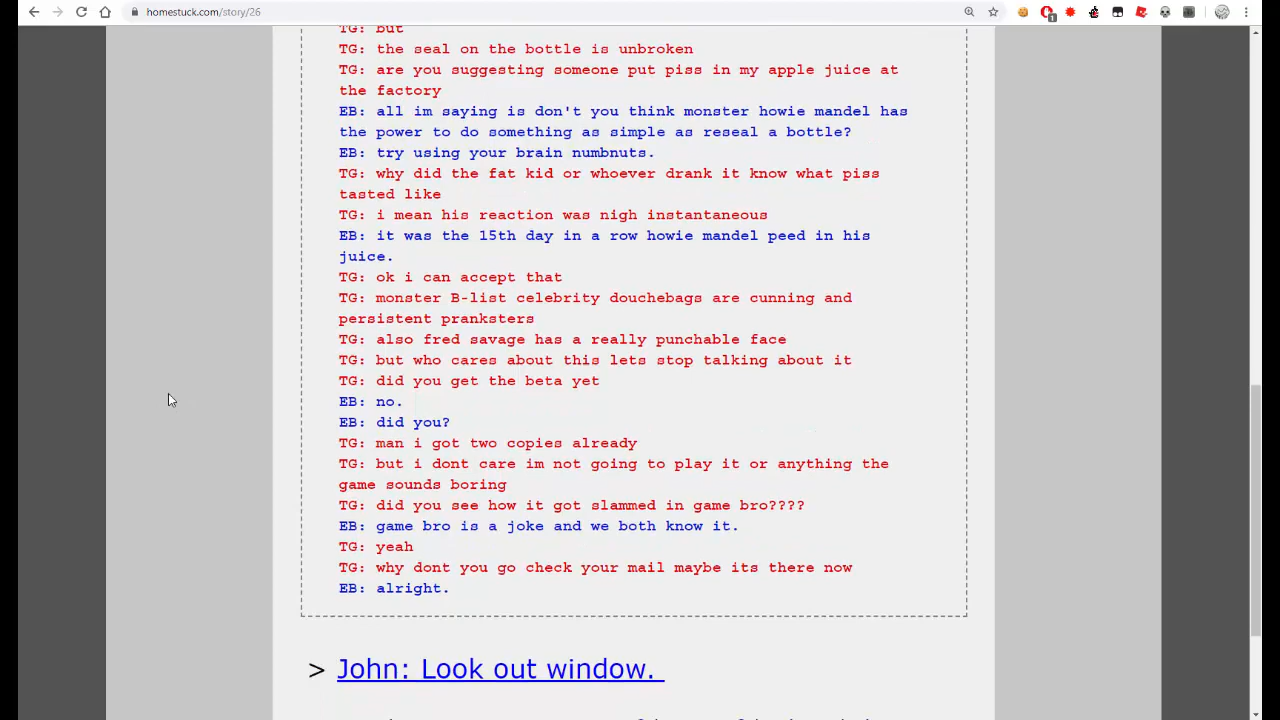 homestuck.com/story/26
1
TG: but
TG: the seal on the bottle is unbroken
TG: are you suggesting someone put piss in my apple juice at
the factory
EB: all im saying is don't you think monster howie mandel has
the power to do something as simple as reseal a bottle?
EB: try using your brain numbnuts.
TG: why did the fat kid or whoever drank it know what piss
tasted like
TG: i mean his reaction was nigh instantaneous
EB: it was the 15th day in a row howie mandel peed in his
juice.
TG: ok i can accept that
TG: monster B-list celebrity douchebags are cunning and
persistent pranksters
TG: also fred savage has a really punchable face
TG: but who cares about this lets stop talking about it
TG: did you get the beta yet
EB: no.
EB: did you?
TG: man i got two copies already
TG: but i dont care im not going to play it or anything the
game sounds boring
TG: did you see how it got slammed in game bro????
EB: game bro is a joke and we both know it.
TG: yeah
TG: why dont you go check your mail maybe its there now
EB: alright.
> John: Look out window.